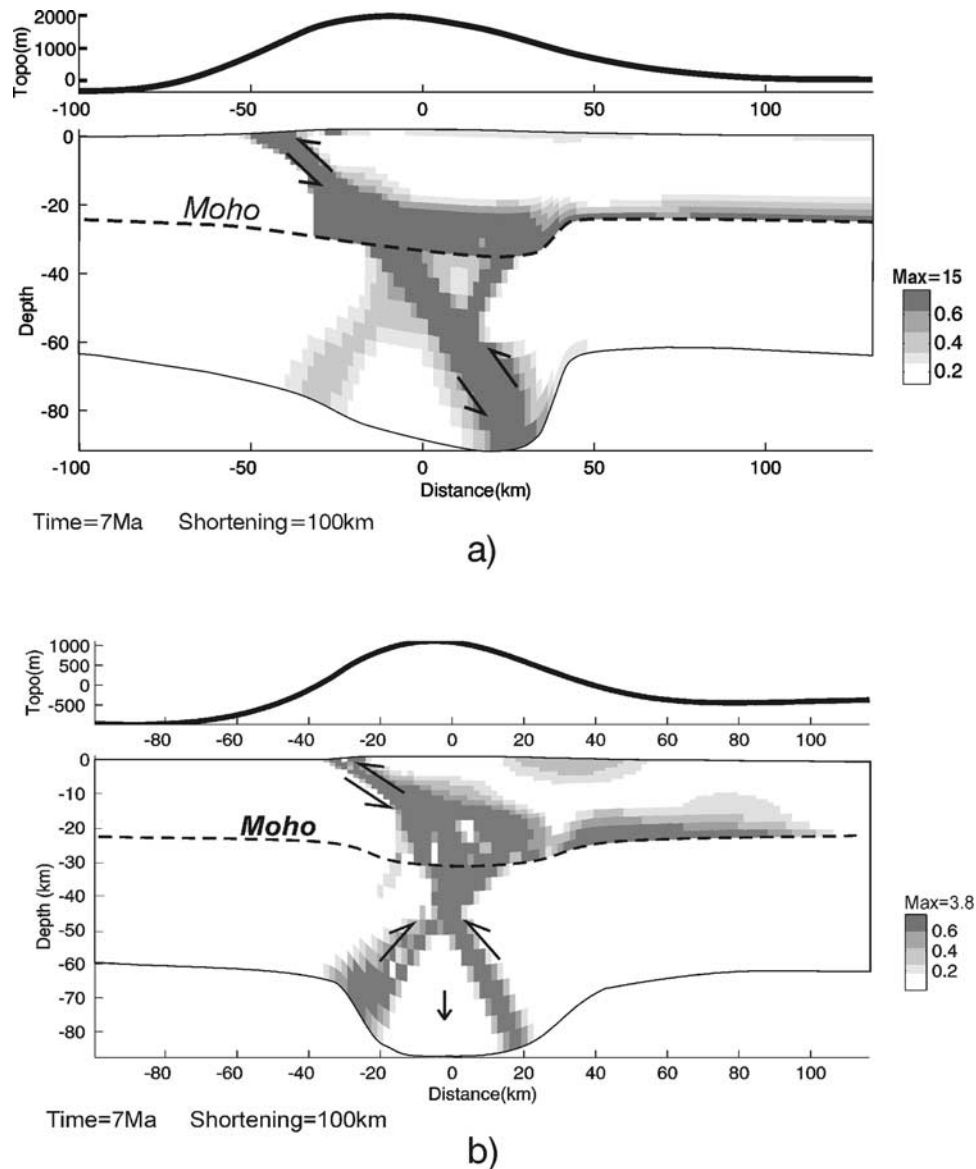 Topo(m)
2000
1000
0
-100 -50 0 50 100
Depth
0
-20
-40
-60
-80
Moho
Max=15
0.6
0.4
0.2
-100 -50 0 50 100
Distance(km)
Time=7Ma Shortening=100km
a)
Topo(m)
1000
500
0
-500
-80 -60 -40 -20 0 20 40 60 80 100
Depth (km)
0
-10
-20
-30
-40
-50
-60
-70
-80
Moho
Max=3.8
0.6
0.4
0.2
-80 -60 -40 -20 0 20 40 60 80 100
Distance(km)
Time=7Ma Shortening=100km
b)